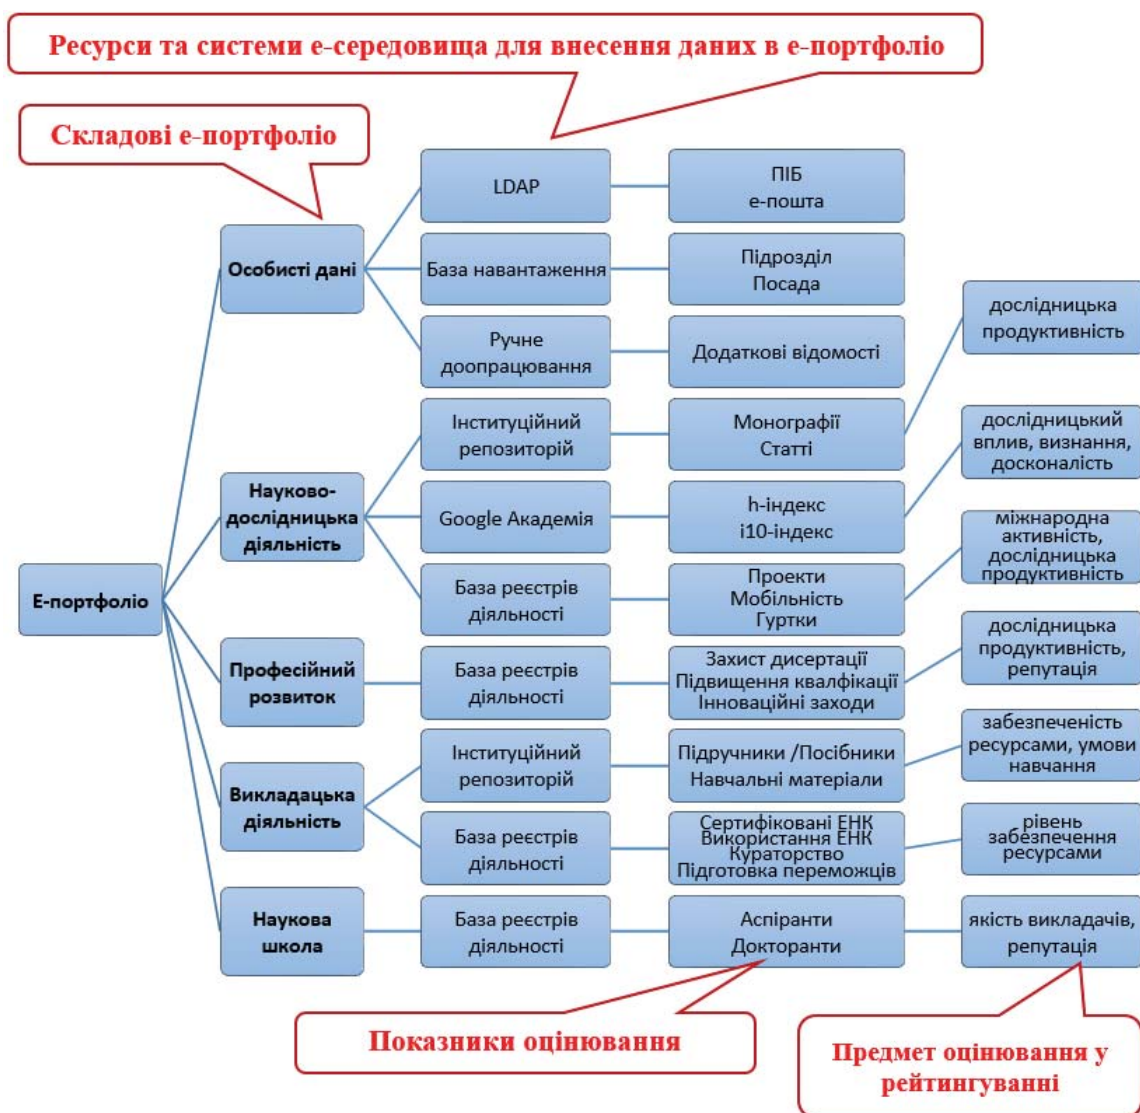 Ресурси та системи е-середовища для внесення даних в е-портфоліо
Складові е-портфоліо
LDAP
ПІБ
е-пошта
Особисті дані
База навантаження
Підрозділ
Посада
Ручне
доопрацювання
Додаткові відомості
дослідницька
продуктивність
Інституційний
репозиторій
Монографії
Статті
дослідницький
вплив, визнання,
досконалість
Науково-
дослідницька
діяльність
Google Академія
h-індекс
i10-індекс
міжнародна
активність,
дослідницька
продуктивність
База реєстрів
діяльності
Проекти
Мобільність
Гуртки
Е-портфоліо
дослідницька
продуктивність,
репутація
Професійний
розвиток
База реєстрів
діяльності
Захист дисертації
Підвищення квалфікації
Інноваційні заходи
забезпеченість
ресурсами, умови
навчання
Інституційний
репозиторій
Підручники /Посібники
Навчальні матеріали
Викладацька
діяльність
База реєстрів
діяльності
Сертифіковані ЕНК
Використання ЕНК
Кураторство
Підготовка переможців
рівень
забезпечення
ресурсами
Наукова
школа
База реєстрів
діяльності
Аспіранти
Докторанти
якість викладачів,
репутація
Показники оцінювання
Предмет оцінювання у
рейтингуванні